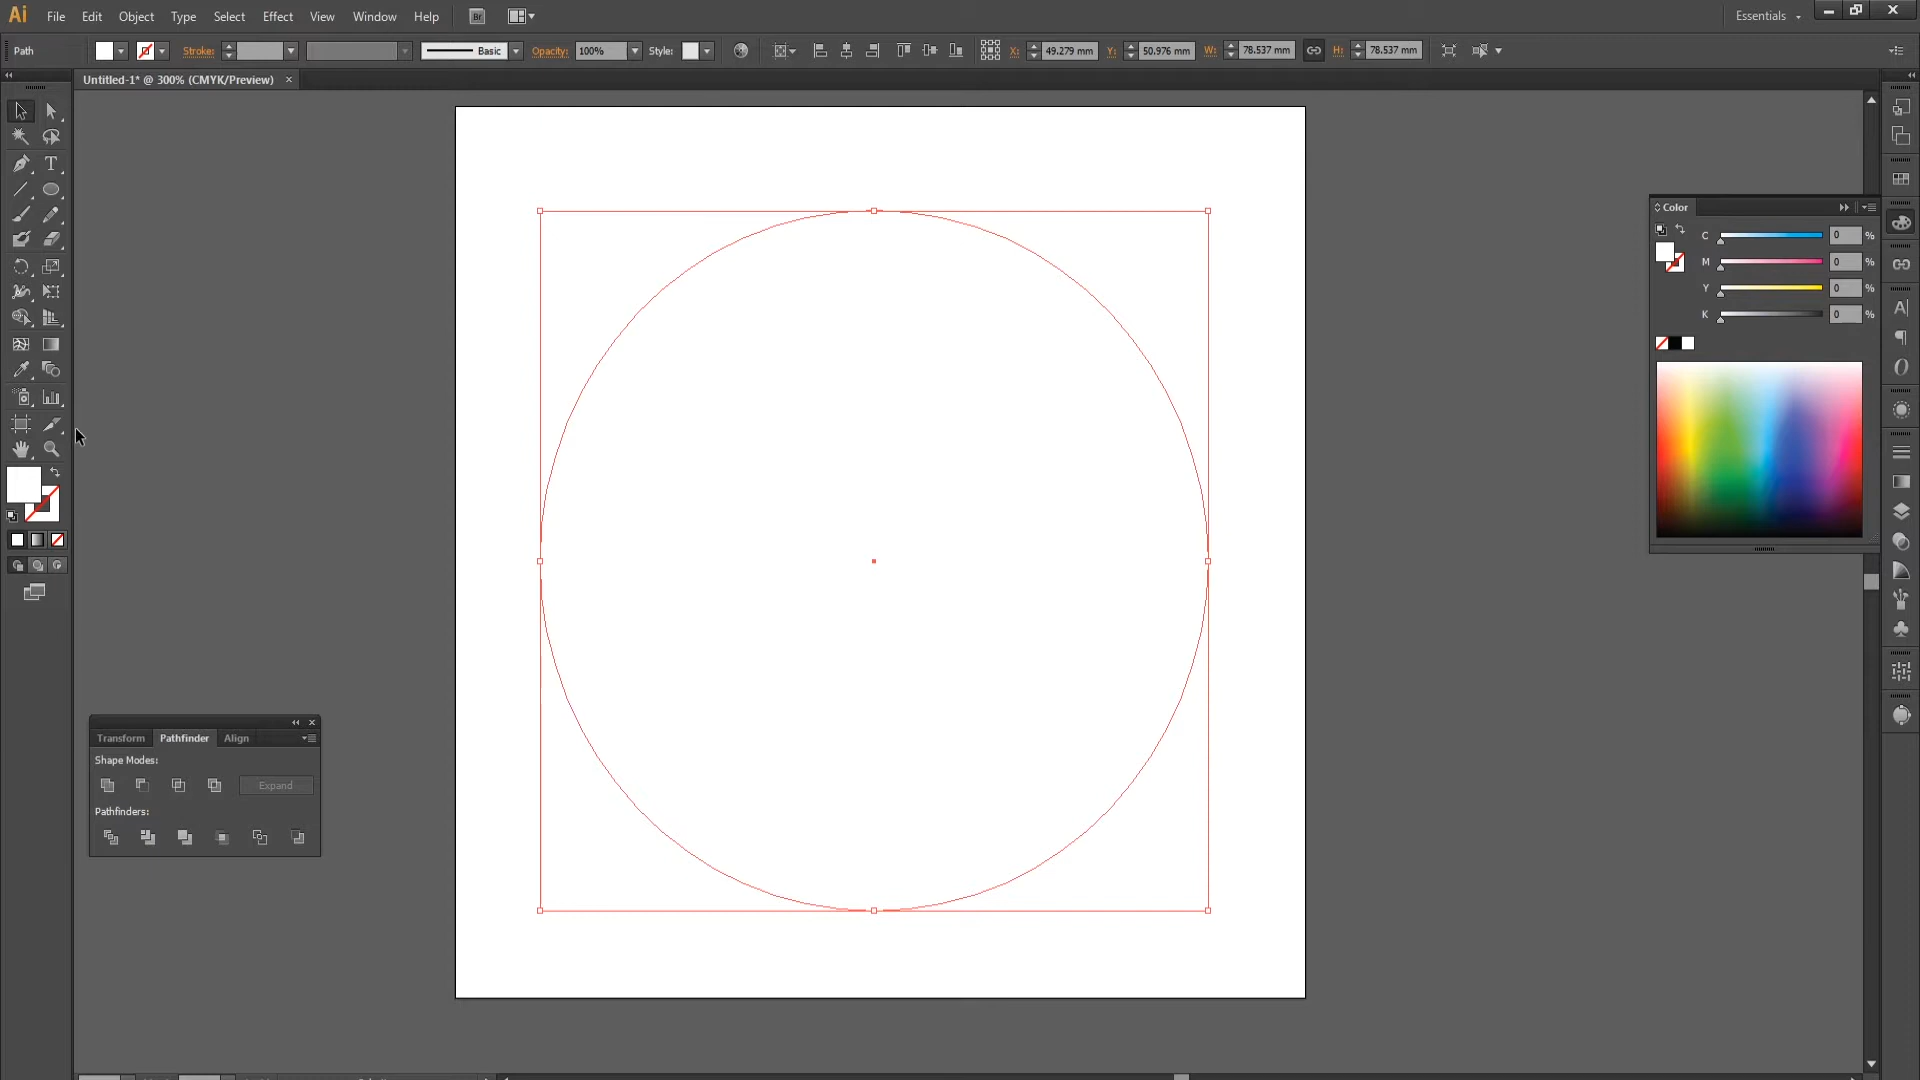 Ai File Edit Object Type Select Effect View Window Help Br Essentials
Path Stroke: Basic Opacity: 100% Style: X: 49.279 mm Y: 50.976 mm W: 78.537 mm H: 78.537 mm
Untitled-1* @ 300% (CMYK/Preview)
T
Color
C 0 %
M 0 %
Y 0 %
K 0 %
Transform Pathfinder Align
Shape Modes:
Expand
Pathfinders: